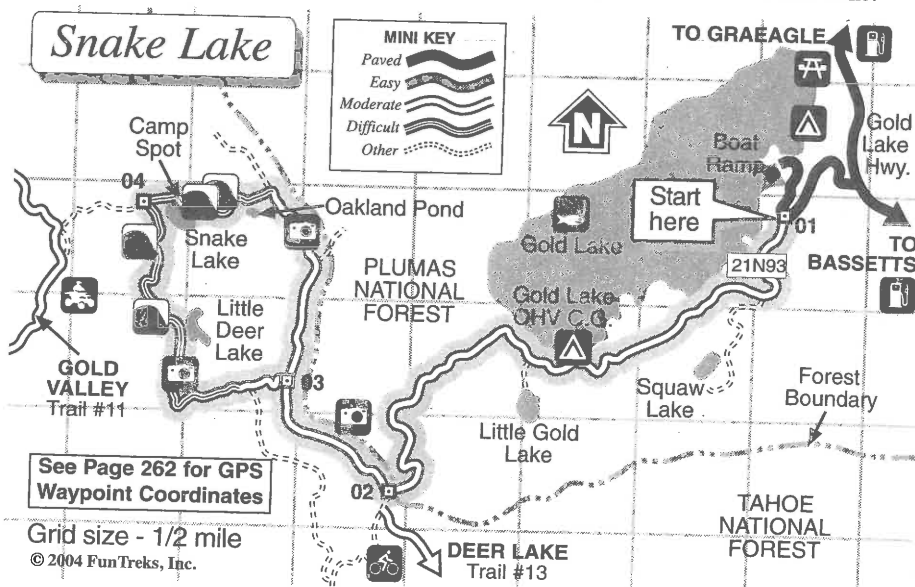 Snake Lake
MINI KEY
Paved
Easy
Moderate
Difficult
Other
N
TO GRAEAGLE
Gold
Lake
Hwy.
Boat
Ramp
Start
here
01
TO
BASSETTS
21N93
Camp
Spot
04
Oakland Pond
Snake
Lake
Gold Lake
PLUMAS
NATIONAL
FOREST
Gold Lake
OHV C.G.
Little
Deer
Lake
GOLD
VALLEY
Trail #11
03
Squaw
Lake
Forest
Boundary
Little Gold
Lake
See Page 262 for GPS
Waypoint Coordinates
02
Grid size - 1/2 mile
© 2004 FunTreks, Inc.
DEER LAKE
Trail #13
TAHOE
NATIONAL
FOREST